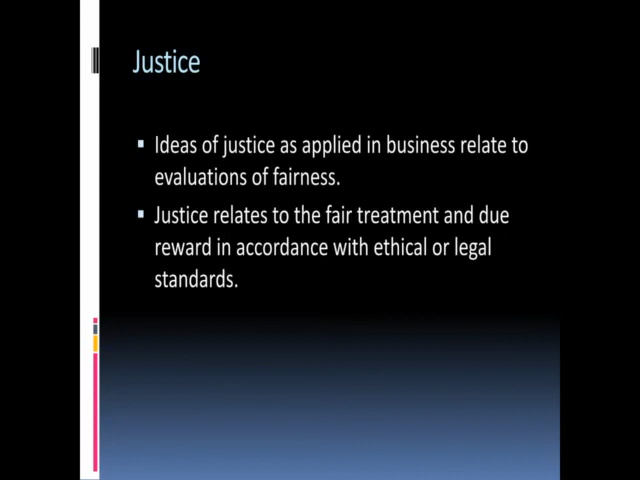 Justice
▪ Ideas of justice as applied in business relate to
evaluations of fairness.
▪ Justice relates to the fair treatment and due
reward in accordance with ethical or legal
standards.